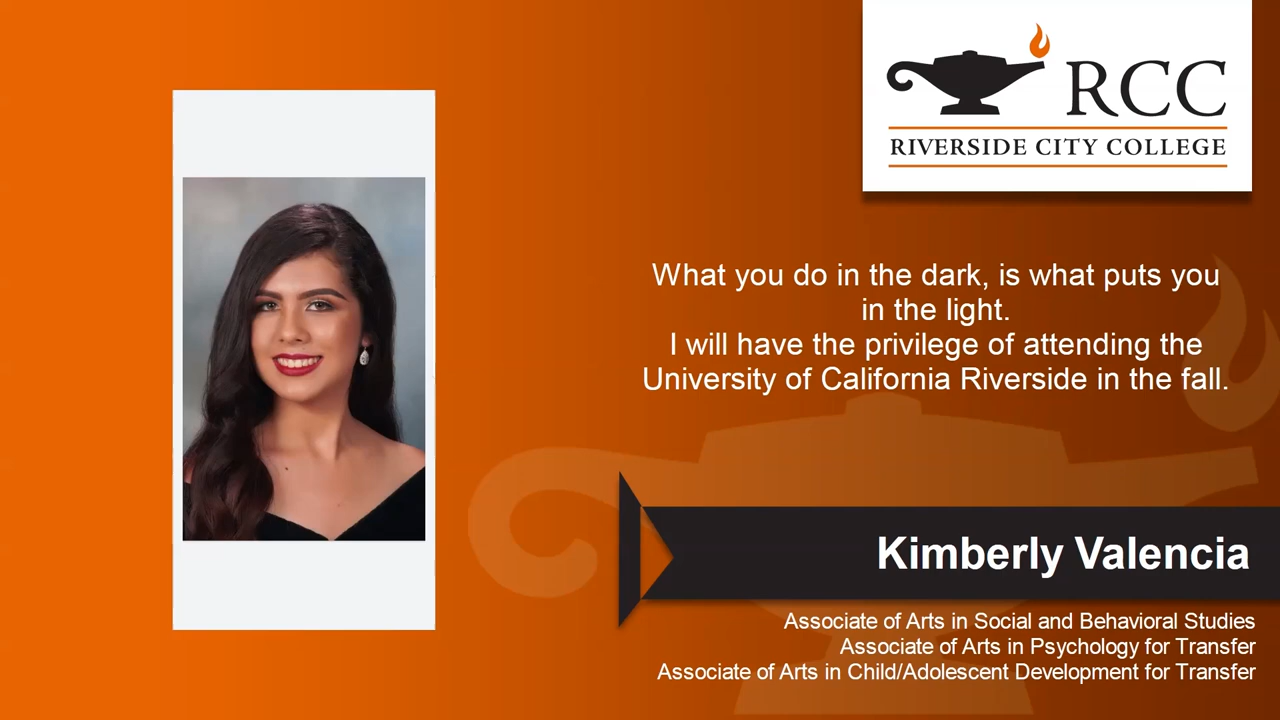 RCC
RIVERSIDE CITY COLLEGE
What you do in the dark, is what puts you
in the light.
I will have the privilege of attending the
University of California Riverside in the fall.
Kimberly Valencia
Associate of Arts in Social and Behavioral Studies
Associate of Arts in Psychology for Transfer
Associate of Arts in Child/Adolescent Development for Transfer